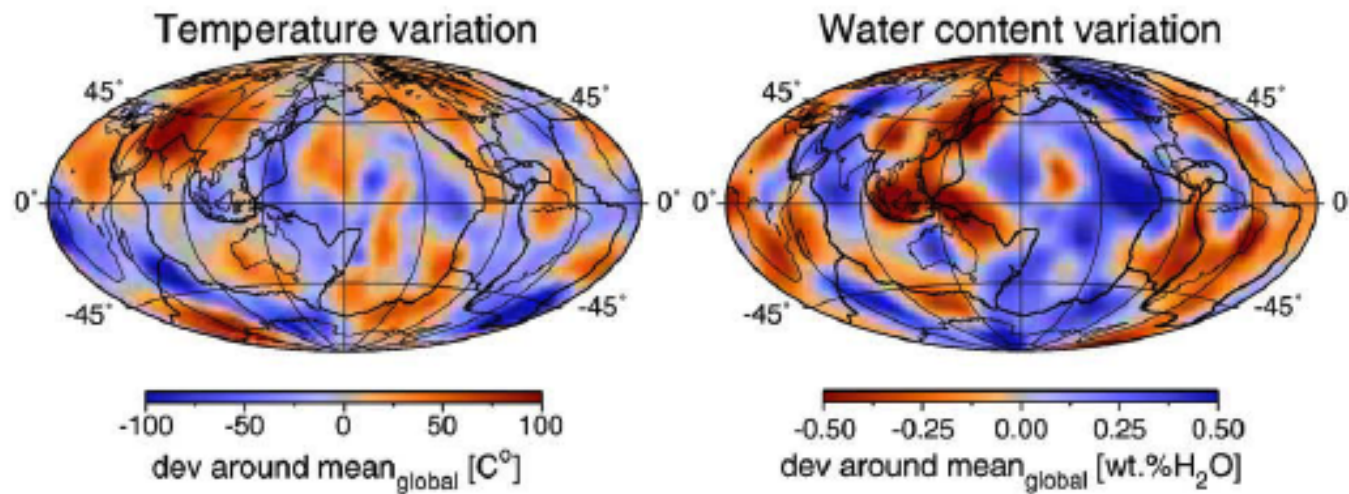 Temperature variation
Water content variation
45° 45° 45° 45°
0° 0° 0° 0
-45° -45° -45° -45°
-100 -50 0 50 100
-0.50 -0.25 0.00 0.25 0.50
dev around mean_global [C°]
dev around mean_global [wt.%H₂O]